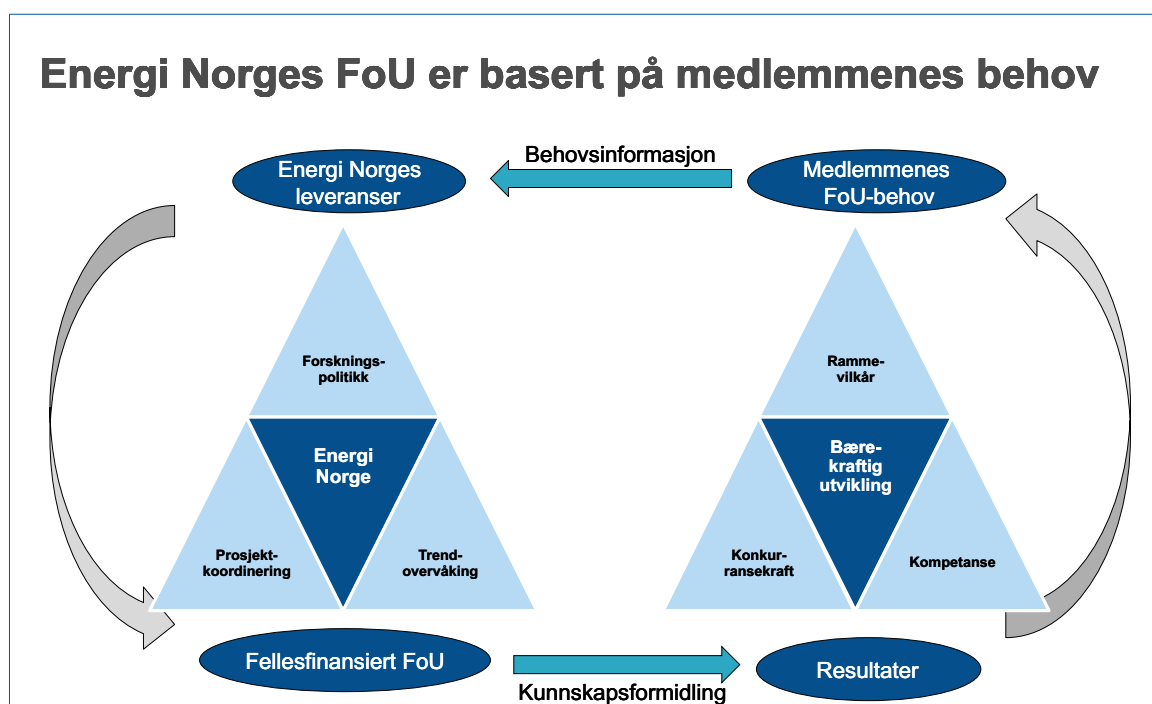 Energi Norges FoU er basert på medlemmenes behov
Energi Norges
leveranser
Behovsinformasjon
Medlemmenes
FoU-behov
Forsknings-
politikk
Energi
Norge
Prosjekt-
koordinering
Trend-
overvåking
Ramme-
vilkår
Bære-
kraftig
utvikling
Konkur-
ransekraft
Kompetanse
Fellesfinansiert FoU
Kunnskapsformidling
Resultater